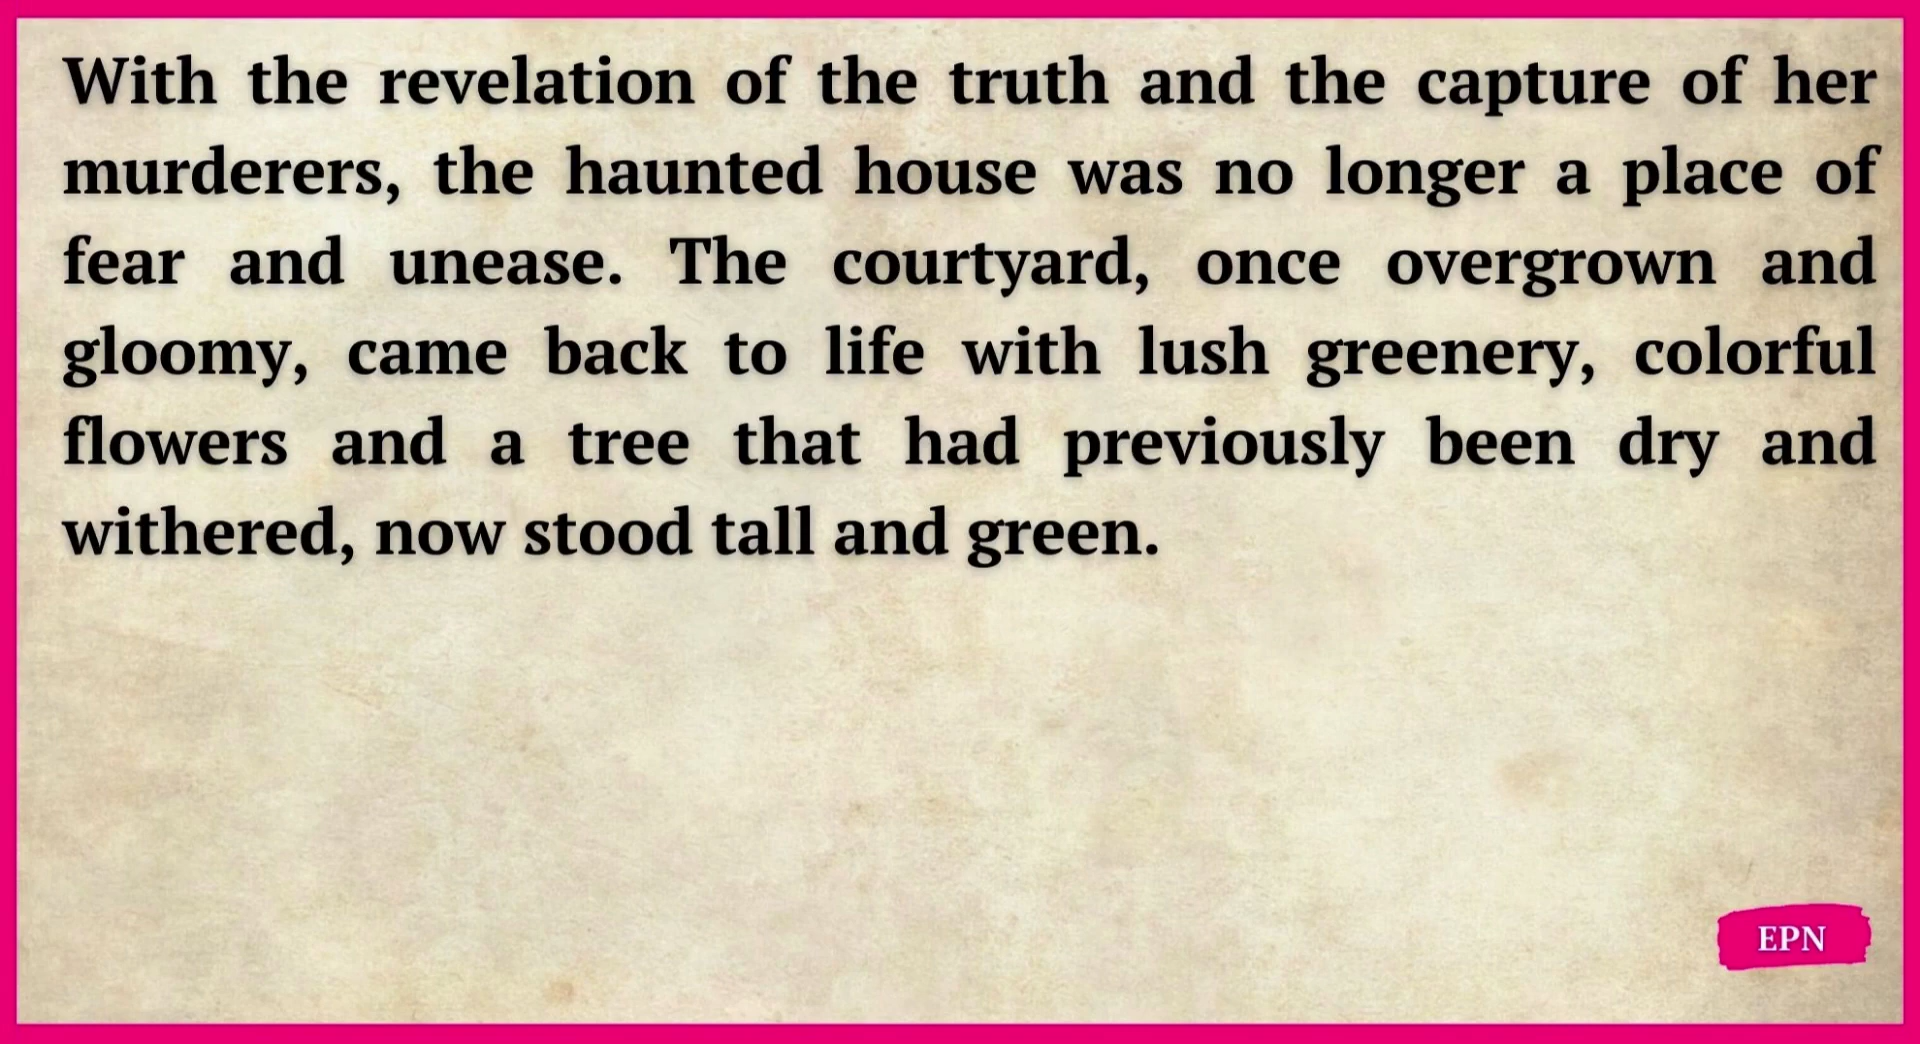 With the revelation of the truth and the capture of her
murderers, the haunted house was no longer a place of
fear and unease. The courtyard, once overgrown and
gloomy, came back to life with lush greenery, colorful
flowers and a tree that had previously been dry and
withered, now stood tall and green.
EPN